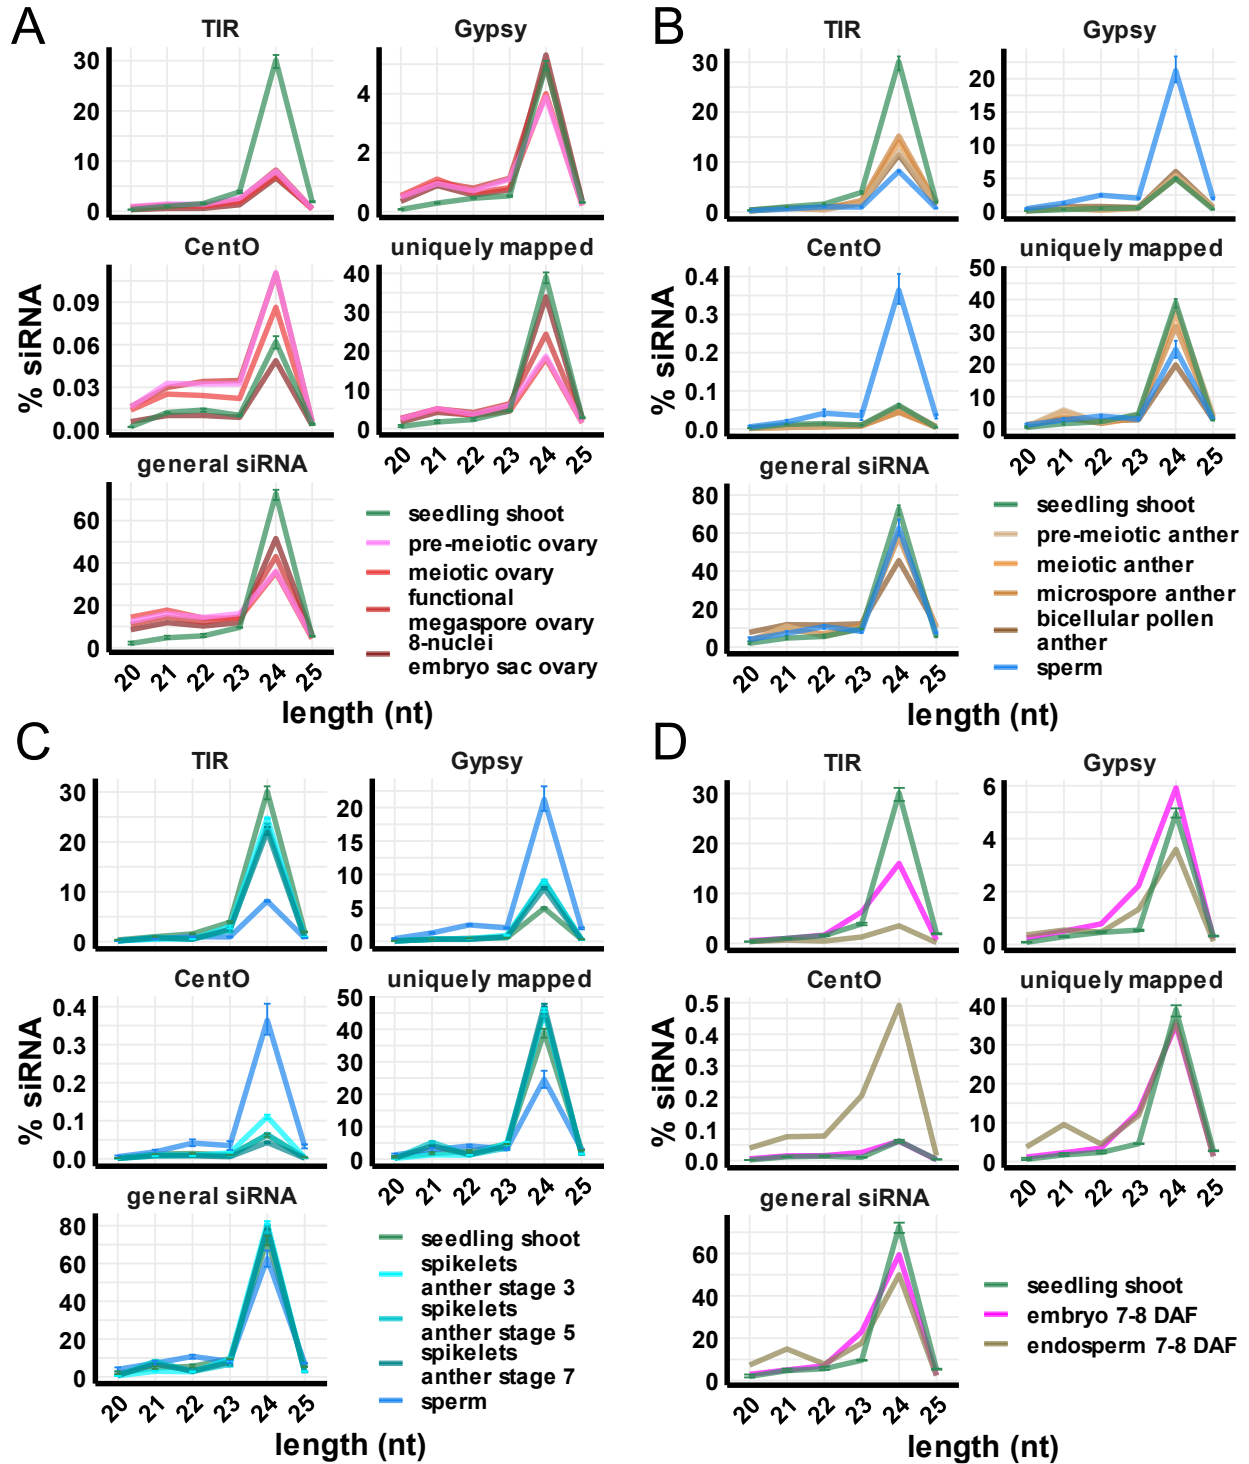 A
TIR
30
20
10
0
Gypsy
4
2
0
CentO
0.09
0.06
0.03
0.00
uniquely mapped
40
30
20
10
0
20 21 22 23 24 25
general siRNA
60
40
20
0
20 21 22 23 24 25
% siRNA
length (nt)
seedling shoot
pre-meiotic ovary
meiotic ovary
functional
megaspore ovary
8-nuclei
embryo sac ovary
B
TIR
30
20
10
0
Gypsy
20
15
10
5
0
CentO
0.4
0.3
0.2
0.1
0.0
uniquely mapped
50
40
30
20
10
0
20 21 22 23 24 25
general siRNA
80
60
40
20
0
20 21 22 23 24 25
% siRNA
length (nt)
seedling shoot
pre-meiotic anther
meiotic anther
microspore anther
bicellular pollen
anther
sperm
C
TIR
30
20
10
0
Gypsy
20
15
10
5
0
CentO
0.4
0.3
0.2
0.1
0.0
uniquely mapped
50
40
30
20
10
0
20 21 22 23 24 25
general siRNA
80
60
40
20
0
20 21 22 23 24 25
% siRNA
length (nt)
seedling shoot
spikelets
anther stage 3
spikelets
anther stage 5
spikelets
anther stage 7
sperm
D
TIR
30
20
10
0
Gypsy
6
4
2
0
CentO
0.5
0.4
0.3
0.2
0.1
0.0
uniquely mapped
40
30
20
10
0
20 21 22 23 24 25
general siRNA
60
40
20
0
20 21 22 23 24 25
% siRNA
length (nt)
seedling shoot
embryo 7-8 DAF
endosperm 7-8 DAF